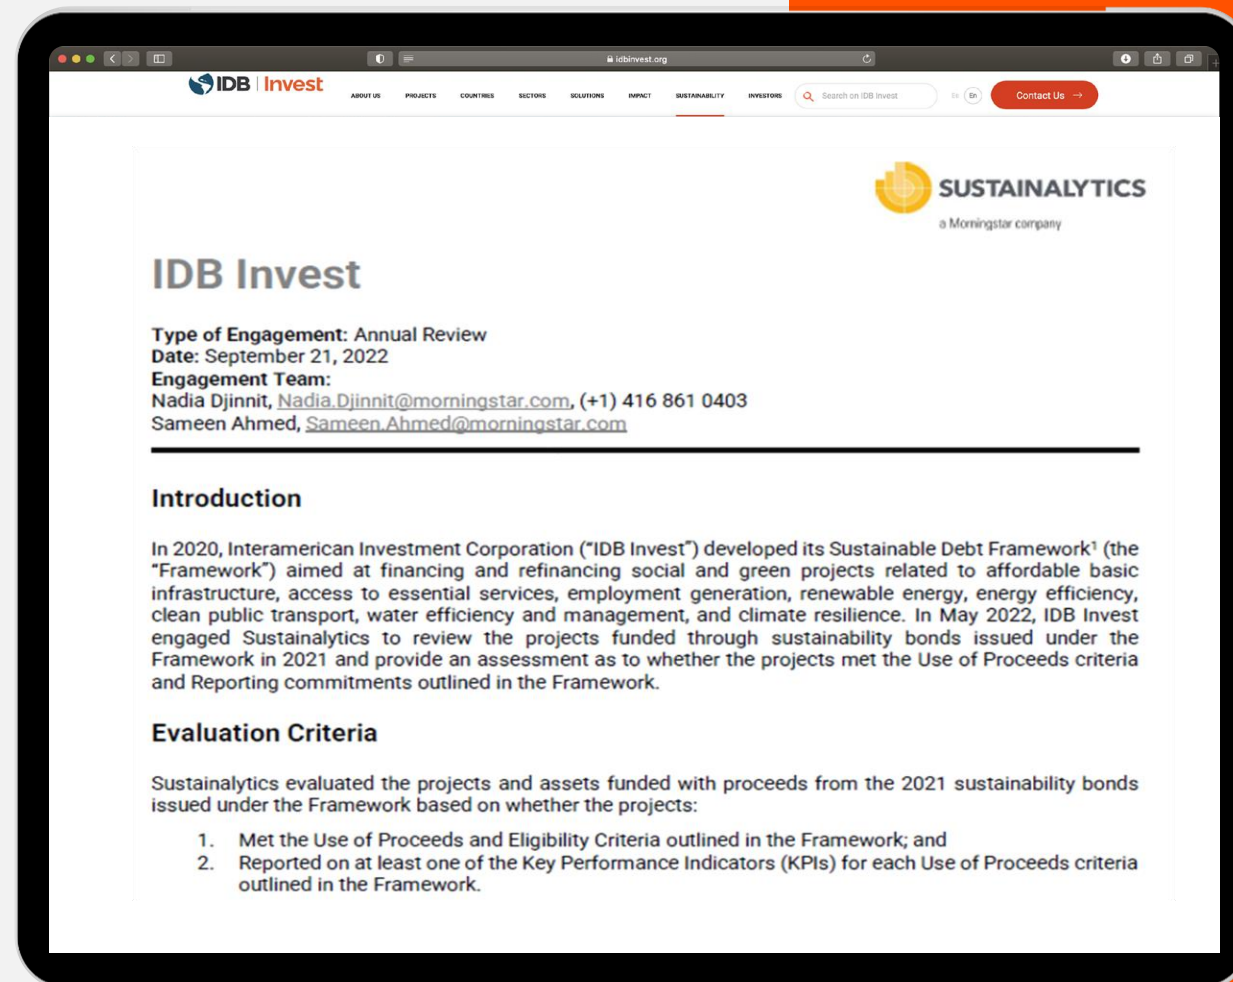 idbinvest.org
IDB | Invest
ABOUT US PROJECTS COUNTRIES SECTORS SOLUTIONS IMPACT SUSTAINABILITY INVESTORS Search on IDB Invest Es En Contact Us →
SUSTAINALYTICS
a Morningstar company
IDB Invest
Type of Engagement: Annual Review
Date: September 21, 2022
Engagement Team:
Nadia Djinnit, Nadia.Djinnit@morningstar.com, (+1) 416 861 0403
Sameen Ahmed, Sameen.Ahmed@morningstar.com
Introduction
In 2020, Interamerican Investment Corporation (“IDB Invest”) developed its Sustainable Debt Framework¹ (the
“Framework”) aimed at financing and refinancing social and green projects related to affordable basic
infrastructure, access to essential services, employment generation, renewable energy, energy efficiency,
clean public transport, water efficiency and management, and climate resilience. In May 2022, IDB Invest
engaged Sustainalytics to review the projects funded through sustainability bonds issued under the
Framework in 2021 and provide an assessment as to whether the projects met the Use of Proceeds criteria
and Reporting commitments outlined in the Framework.
Evaluation Criteria
Sustainalytics evaluated the projects and assets funded with proceeds from the 2021 sustainability bonds
issued under the Framework based on whether the projects:
1. Met the Use of Proceeds and Eligibility Criteria outlined in the Framework; and
2. Reported on at least one of the Key Performance Indicators (KPIs) for each Use of Proceeds criteria
outlined in the Framework.